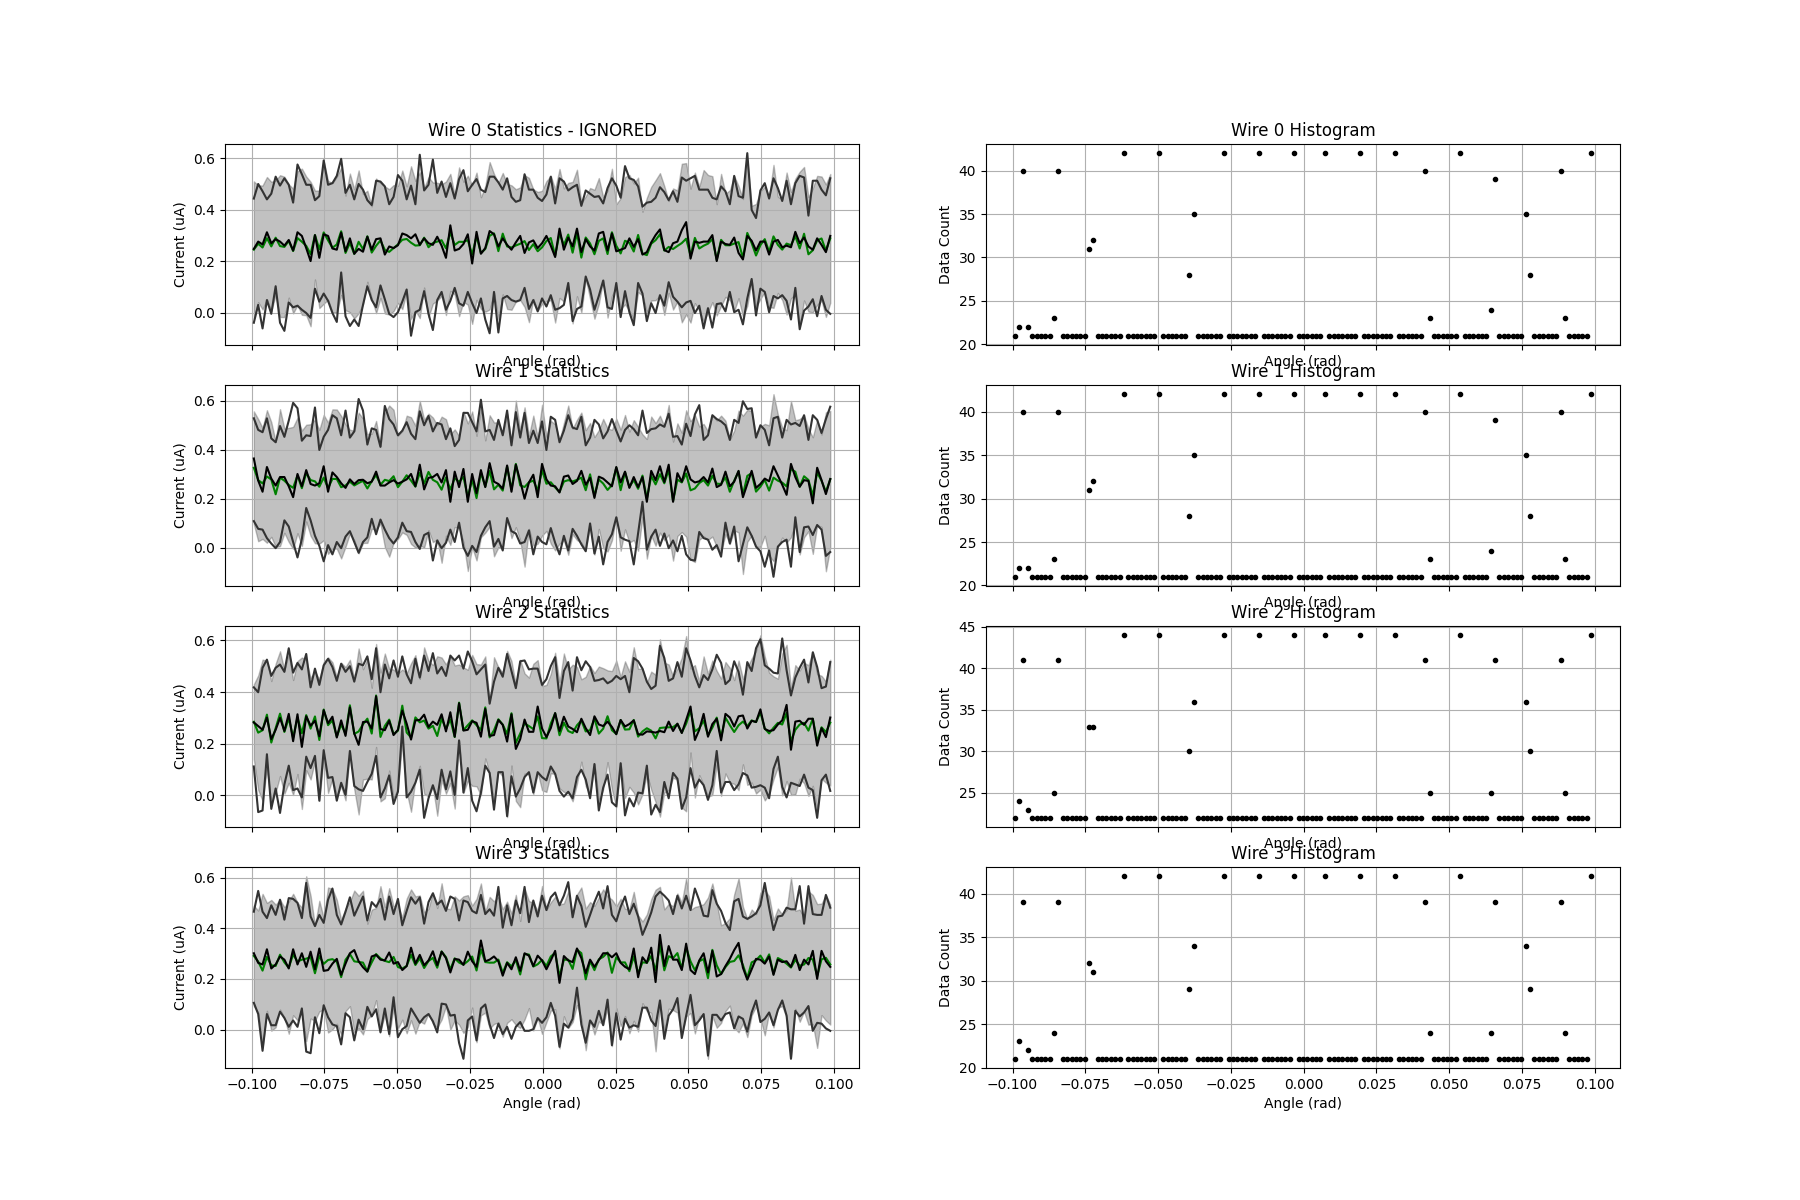 Wire 0 Statistics - IGNORED
Wire 0 Histogram
Current (uA)
0.6
0.4
0.2
0.0
Angle (rad)
Data Count
40
35
30
25
20
Angle (rad)
Wire 1 Statistics
Wire 1 Histogram
Current (uA)
0.6
0.4
0.2
0.0
Angle (rad)
Data Count
40
35
30
25
20
Angle (rad)
Wire 2 Statistics
Wire 2 Histogram
Current (uA)
0.6
0.4
0.2
0.0
Angle (rad)
Data Count
45
40
35
30
25
Angle (rad)
Wire 3 Statistics
Wire 3 Histogram
Current (uA)
0.6
0.4
0.2
0.0
−0.100 −0.075 −0.050 −0.025 0.000 0.025 0.050 0.075 0.100
Angle (rad)
Data Count
40
35
30
25
20
−0.100 −0.075 −0.050 −0.025 0.000 0.025 0.050 0.075 0.100
Angle (rad)